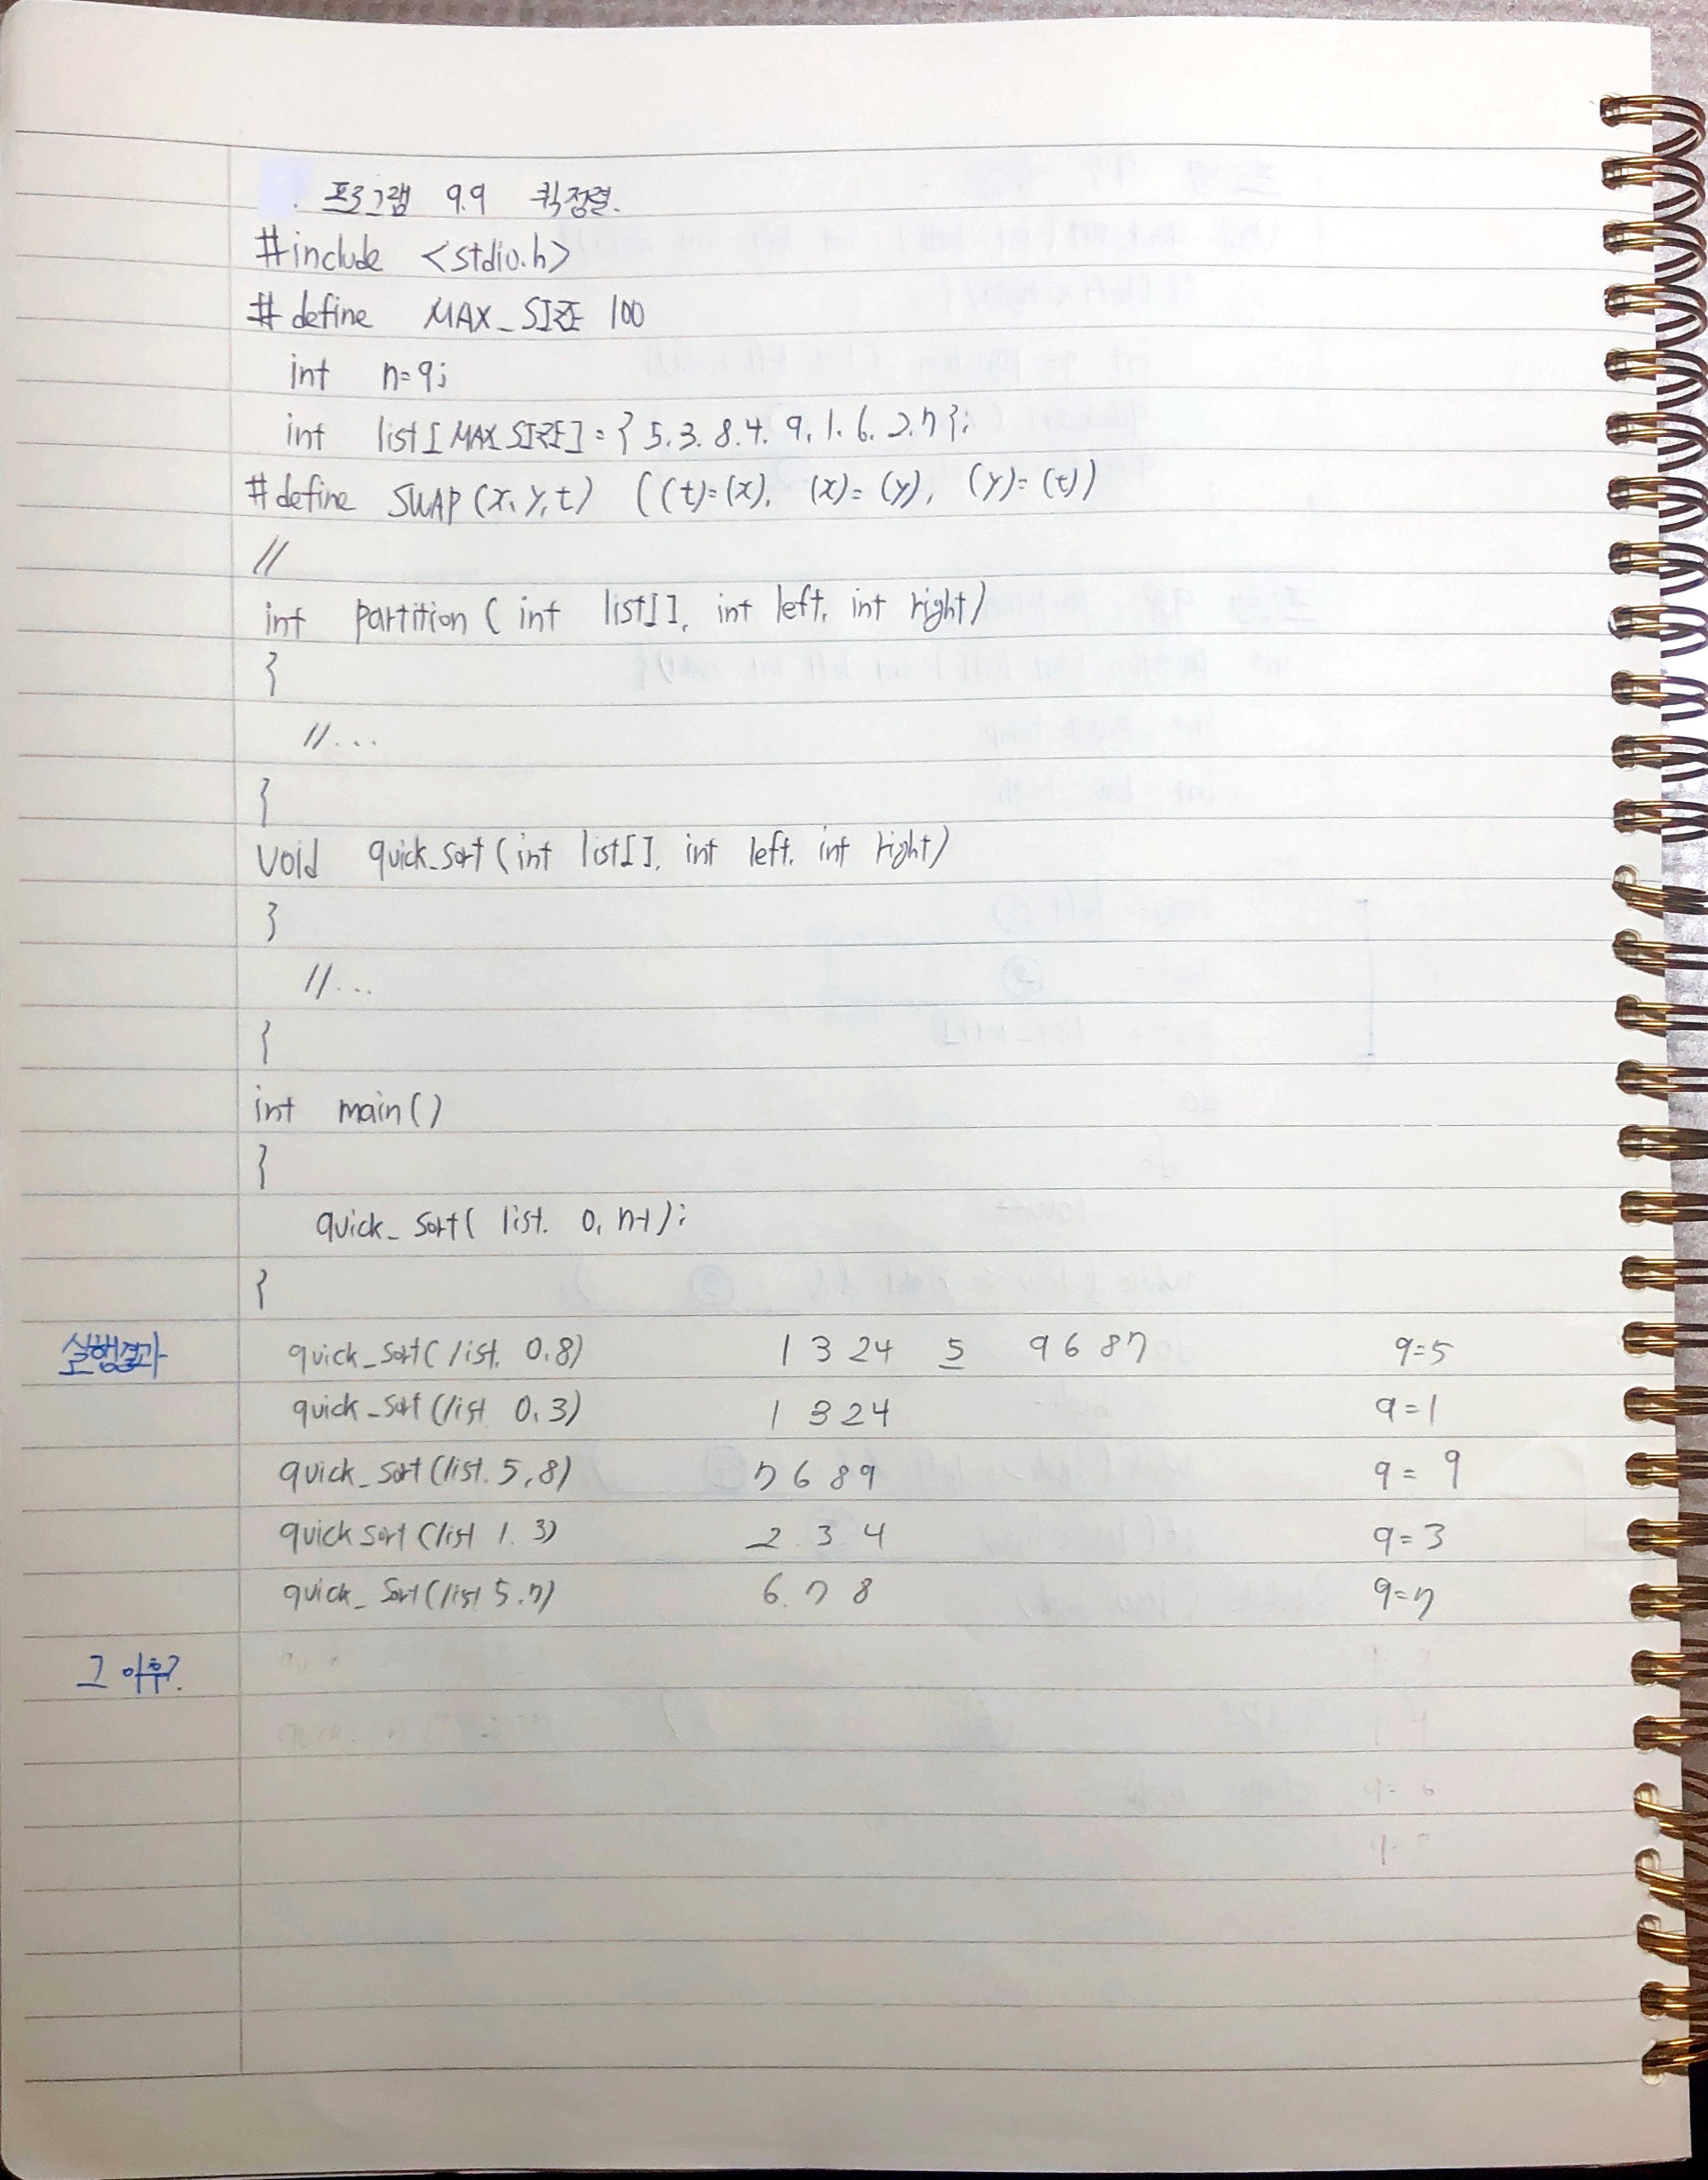 프로그램 9.9 퀵정렬.
#include <stdio.h>
#define MAX_SIZE 100
int n=9;
int list[MAX_SIZE] = { 5. 3. 8. 4. 9. 1. 6. 2. 7 };
#define SWAP(x, y, t) ((t)=(x), (x)=(y), (y)=(t))
//
int partition ( int list[], int left, int right)
{
//...
}
void quick_sort (int list[], int left, int right)
}
//...
{
int main()
}
quick_sort( list. 0, n-1);
{
실행결과 quick_sort( list. 0.8) 1 3 2 4 5 9 6 8 7 q=5
quick_sort (list 0.3) 1 3 2 4 q=1
quick_sort (list. 5, 8) 7 6 8 9 q= 9
quick sort (list 1. 3) 2 3 4 q=3
quick_sort (list 5.7) 6. 7 8 q=7
그 이후?